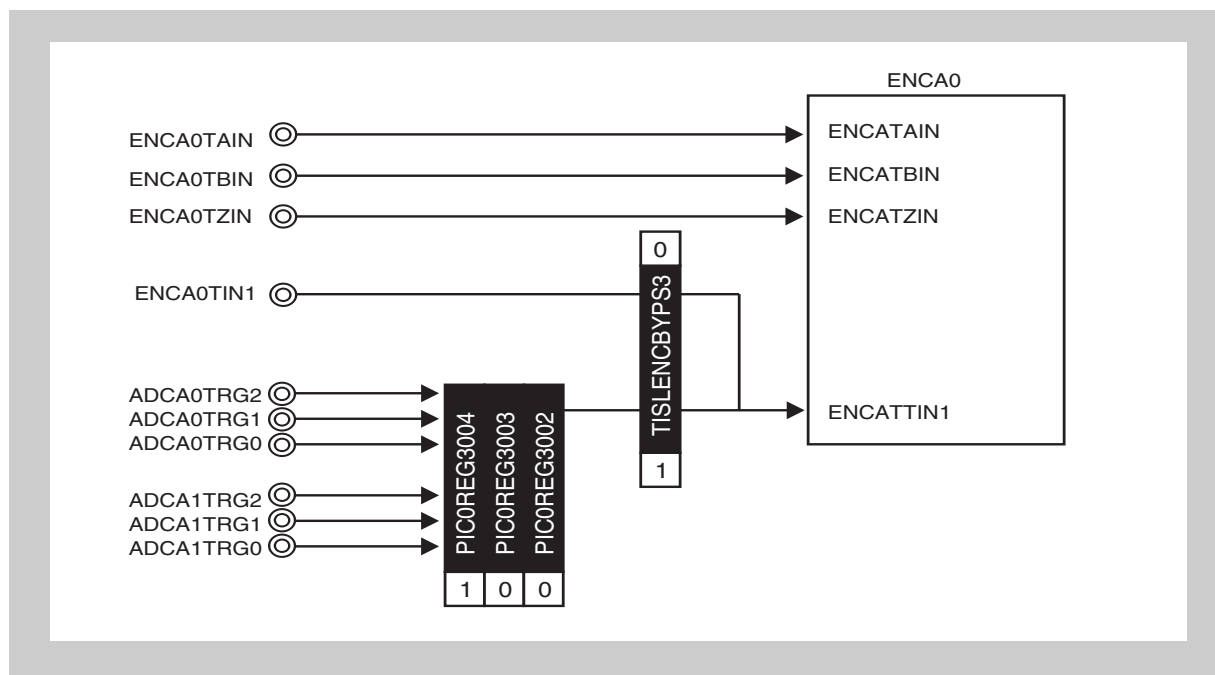 ENCA0
ENCA0TAIN
ENCATAIN
ENCA0TBIN
ENCATBIN
ENCA0TZIN
ENCATZIN
0
TISLENCBYPS3
1
ENCA0TIN1
ENCATTIN1
ADCA0TRG2
ADCA0TRG1
ADCA0TRG0
ADCA1TRG2
ADCA1TRG1
ADCA1TRG0
PIC0REG3004
PIC0REG3003
PIC0REG3002
1 0 0